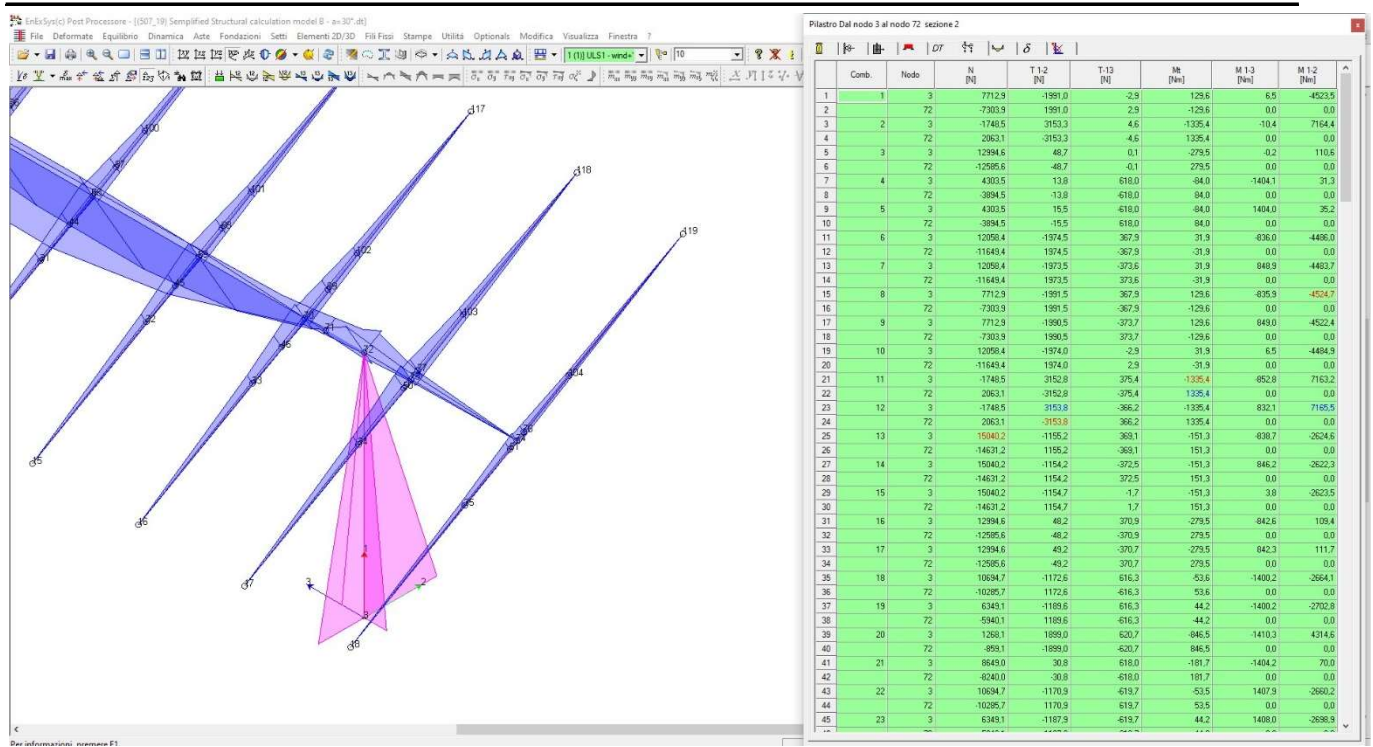 EnExSys(c) Post Processore - [(507_19) Semplified Structural calculation model B - a=30°.dt]
File Deformate Equilibrio Dinamica Aste Fondazioni Setti Elementi 2D/3D Fili Fissi Stampe Utilità Optionals Modifica Visualizza Finestra ?
1 (1)| ULS1 - wind+' 10
117
118
119
100
101
102
103
104
15
16
17
18
72
71
1
2
3
3
Per informazioni, premere F1
Pilastro Dal nodo 3 al nodo 72 sezione 2
DT δ
Comb. Nodo N [N] T 1-2 [N] T-13 [N] Mt [Nm] M 1-3 [Nm] M 1-2 [Nm]
1 1 3 7712,9 -1991,0 -2,9 129,6 6,5 -4523,5
2 72 -7303,9 1991,0 2,9 -129,6 0,0 0,0
3 2 3 -1748,5 3153,3 4,6 -1335,4 -10,4 7164,4
4 72 2063,1 -3153,3 -4,6 1335,4 0,0 0,0
5 3 3 12994,6 48,7 0,1 -279,5 -0,2 110,6
6 72 -12585,6 -48,7 -0,1 279,5 0,0 0,0
7 4 3 4303,5 13,8 618,0 -84,0 -1404,1 31,3
8 72 -3894,5 -13,8 -618,0 84,0 0,0 0,0
9 5 3 4303,5 15,5 -618,0 -84,0 1404,0 35,2
10 72 -3894,5 -15,5 618,0 84,0 0,0 0,0
11 6 3 12058,4 -1974,5 367,9 31,9 -836,0 -4486,0
12 72 -11649,4 1974,5 -367,9 -31,9 0,0 0,0
13 7 3 12058,4 -1973,5 -373,6 31,9 848,9 -4483,7
14 72 -11649,4 1973,5 373,6 -31,9 0,0 0,0
15 8 3 7712,9 -1991,5 367,9 129,6 -835,9 -4524,7
16 72 -7303,9 1991,5 -367,9 -129,6 0,0 0,0
17 9 3 7712,9 -1990,5 -373,7 129,6 849,0 -4522,4
18 72 -7303,9 1990,5 373,7 -129,6 0,0 0,0
19 10 3 12058,4 -1974,0 -2,9 31,9 6,5 -4484,9
20 72 -11649,4 1974,0 2,9 -31,9 0,0 0,0
21 11 3 -1748,5 3152,8 375,4 -1335,4 -852,8 7163,2
22 72 2063,1 -3152,8 -375,4 1335,4 0,0 0,0
23 12 3 -1748,5 3153,8 -366,2 -1335,4 832,1 7165,5
24 72 2063,1 -3153,8 366,2 1335,4 0,0 0,0
25 13 3 15040,2 -1155,2 369,1 -151,3 -838,7 -2624,6
26 72 -14631,2 1155,2 -369,1 151,3 0,0 0,0
27 14 3 15040,2 -1154,2 -372,5 -151,3 846,2 -2622,3
28 72 -14631,2 1154,2 372,5 151,3 0,0 0,0
29 15 3 15040,2 -1154,7 -1,7 -151,3 3,8 -2623,5
30 72 -14631,2 1154,7 1,7 151,3 0,0 0,0
31 16 3 12994,6 48,2 370,9 -279,5 -842,6 109,4
32 72 -12585,6 -48,2 -370,9 279,5 0,0 0,0
33 17 3 12994,6 49,2 -370,7 -279,5 842,3 111,7
34 72 -12585,6 -49,2 370,7 279,5 0,0 0,0
35 18 3 10694,7 -1172,6 616,3 -53,6 -1400,2 -2664,1
36 72 -10285,7 1172,6 -616,3 53,6 0,0 0,0
37 19 3 6349,1 -1189,6 616,3 44,2 -1400,2 -2702,8
38 72 -5940,1 1189,6 -616,3 -44,2 0,0 0,0
39 20 3 1268,1 1899,0 620,7 -846,5 -1410,3 4314,6
40 72 -859,1 -1899,0 -620,7 846,5 0,0 0,0
41 21 3 8649,0 30,8 618,0 -181,7 -1404,2 70,0
42 72 -8240,0 -30,8 -618,0 181,7 0,0 0,0
43 22 3 10694,7 -1170,9 -619,7 -53,5 1407,9 -2660,2
44 72 -10285,7 1170,9 619,7 53,5 0,0 0,0
45 23 3 6349,1 -1187,9 -619,7 44,2 1408,0 -2698,9